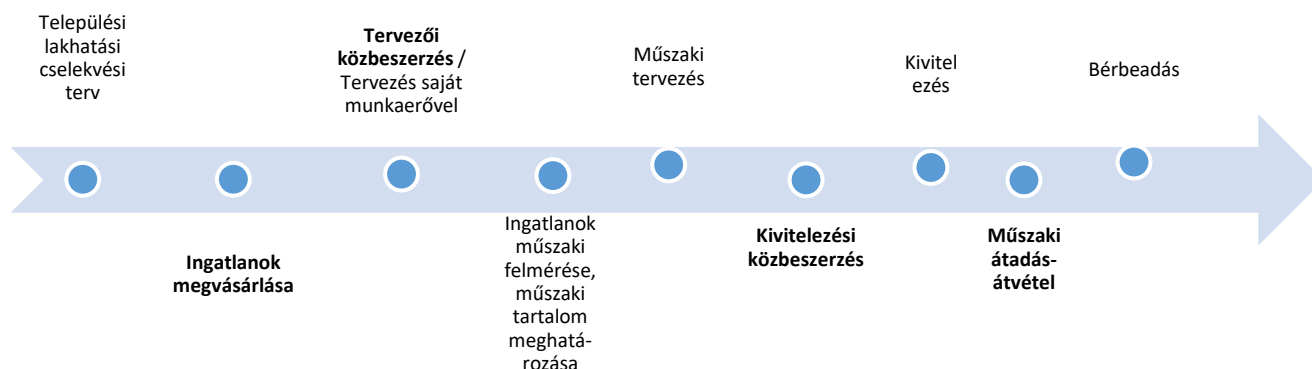 Települési
lakhatási
cselekvési
terv
Ingatlanok
megvásárlása
Tervezői
közbeszerzés /
Tervezés saját
munkaerővel
Ingatlanok
műszaki
felmérése,
műszaki
tartalom
meghatá-
rozása
Műszaki
tervezés
Kivitelezési
közbeszerzés
Kivitel
ezés
Műszaki
átadás-
átvétel
Bérbeadás